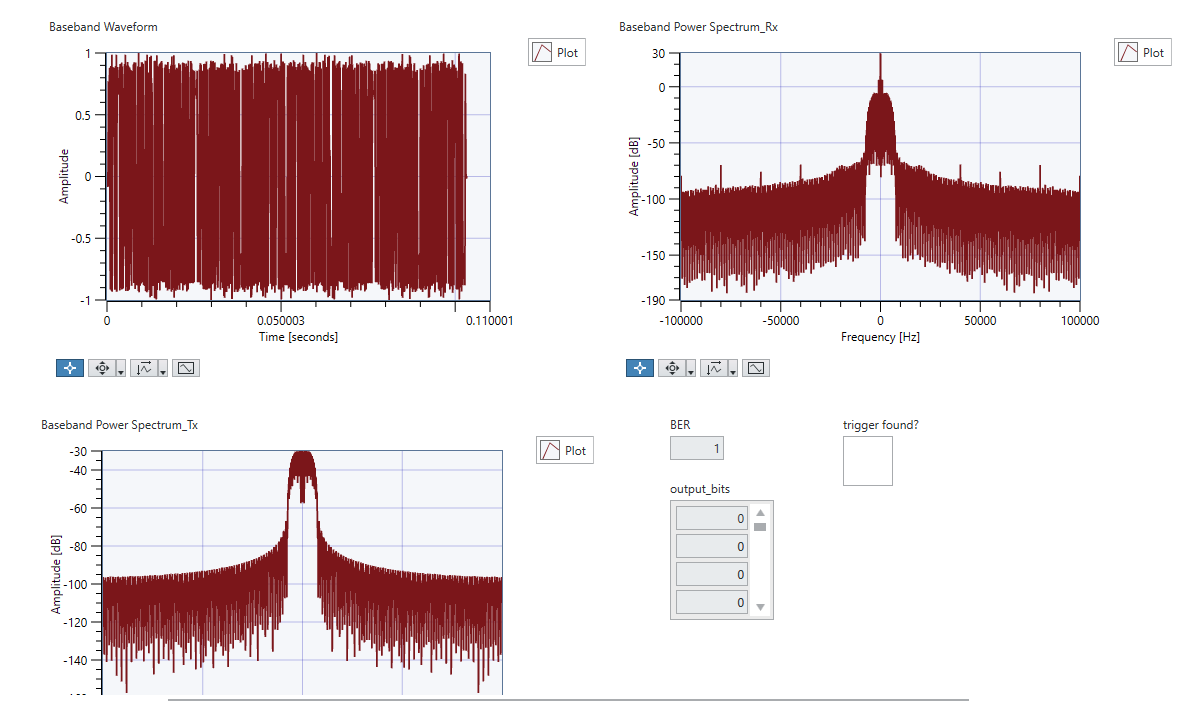 Baseband Waveform
Plot
1
0.5
0
-0.5
-1
Amplitude
0
0.050003
0.110001
Time [seconds]
Baseband Power Spectrum_Rx
Plot
30
0
-50
-100
-150
-190
Amplitude [dB]
-100000
-50000
0
50000
100000
Frequency [Hz]
Baseband Power Spectrum_Tx
Plot
-30
-40
-60
-80
-100
-120
-140
Amplitude [dB]
BER
1
trigger found?
output_bits
0
0
0
0